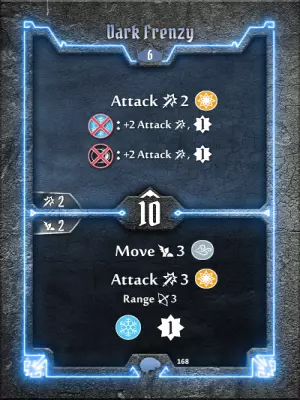 Dark Frenzy
6
Attack 2
: +2 Attack , 1
: +2 Attack , 1
2
10
2
Move 3
Attack 3
Range 3
1
168